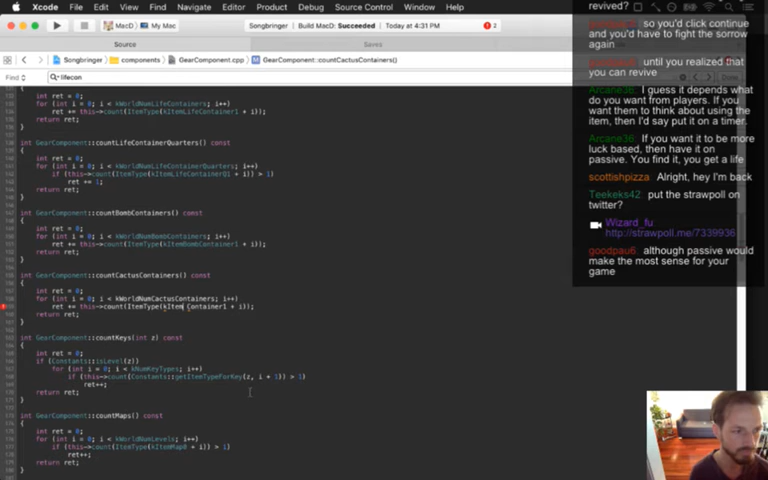 Xcode File Edit View Find Navigate Editor Product Debug Source Control Window Help
MacD My Mac Songbringer Build MacD: Succeeded Today at 4:31 PM 2
Source Saves
Songbringer components GearComponent.cpp GearComponent::countCactusContainers()
Find lifecon
int ret = 0;
for (int i = 0; i < kWorldNumLifeContainers; i++)
ret += this->count(ItemType(kItemLifeContainer1 + i));
return ret;
}
int GearComponent::countLifeContainerQuarters() const
{
int ret = 0;
for (int i = 0; i < kWorldNumLifeContainerQuarters; i++)
if (this->count(ItemType(kItemLifeContainerQ1 + i)) > 1)
ret += 1;
return ret;
}
int GearComponent::countBombContainers() const
{
int ret = 0;
for (int i = 0; i < kWorldNumBombContainers; i++)
ret += this->count(ItemType(kItemBombContainer1 + i));
return ret;
}
int GearComponent::countCactusContainers() const
{
int ret = 0;
for (int i = 0; i < kWorldNumCactusContainers; i++)
ret += this->count(ItemType(kItem Container1 + i));
return ret;
}
int GearComponent::countKeys(int z) const
{
int ret = 0;
if (Constants::isLevel(z))
for (int i = 0; i < kNumKeyTypes; i++)
if (this->count(Constants::getItemTypeForKey(z, i + 1)) > 1)
ret++;
return ret;
}
int GearComponent::countMaps() const
{
int ret = 0;
for (int i = 0; i < kWorldNumLevels; i++)
if (this->count(ItemType(kItemMap0 + i)) > 1)
ret++;
return ret;
}
revived?
so you'd click continue
and you'd have to fight the sorrow
again
until you realized that
you can revive
Arcane36: I guess it depends what
do you want from players. If you
want them to think about using the
item, then I'd say put it on a timer.
Arcane36: If you want it to be more
luck based, then have it on
passive. You find it, you get a life
scottishpizza Alright, hey I'm back
Teekeks42 put the strawpoll on
twitter?
Wizard_fu
http://strawpoll.me/7339936
goodpau6 although passive would
make the most sense for your
game